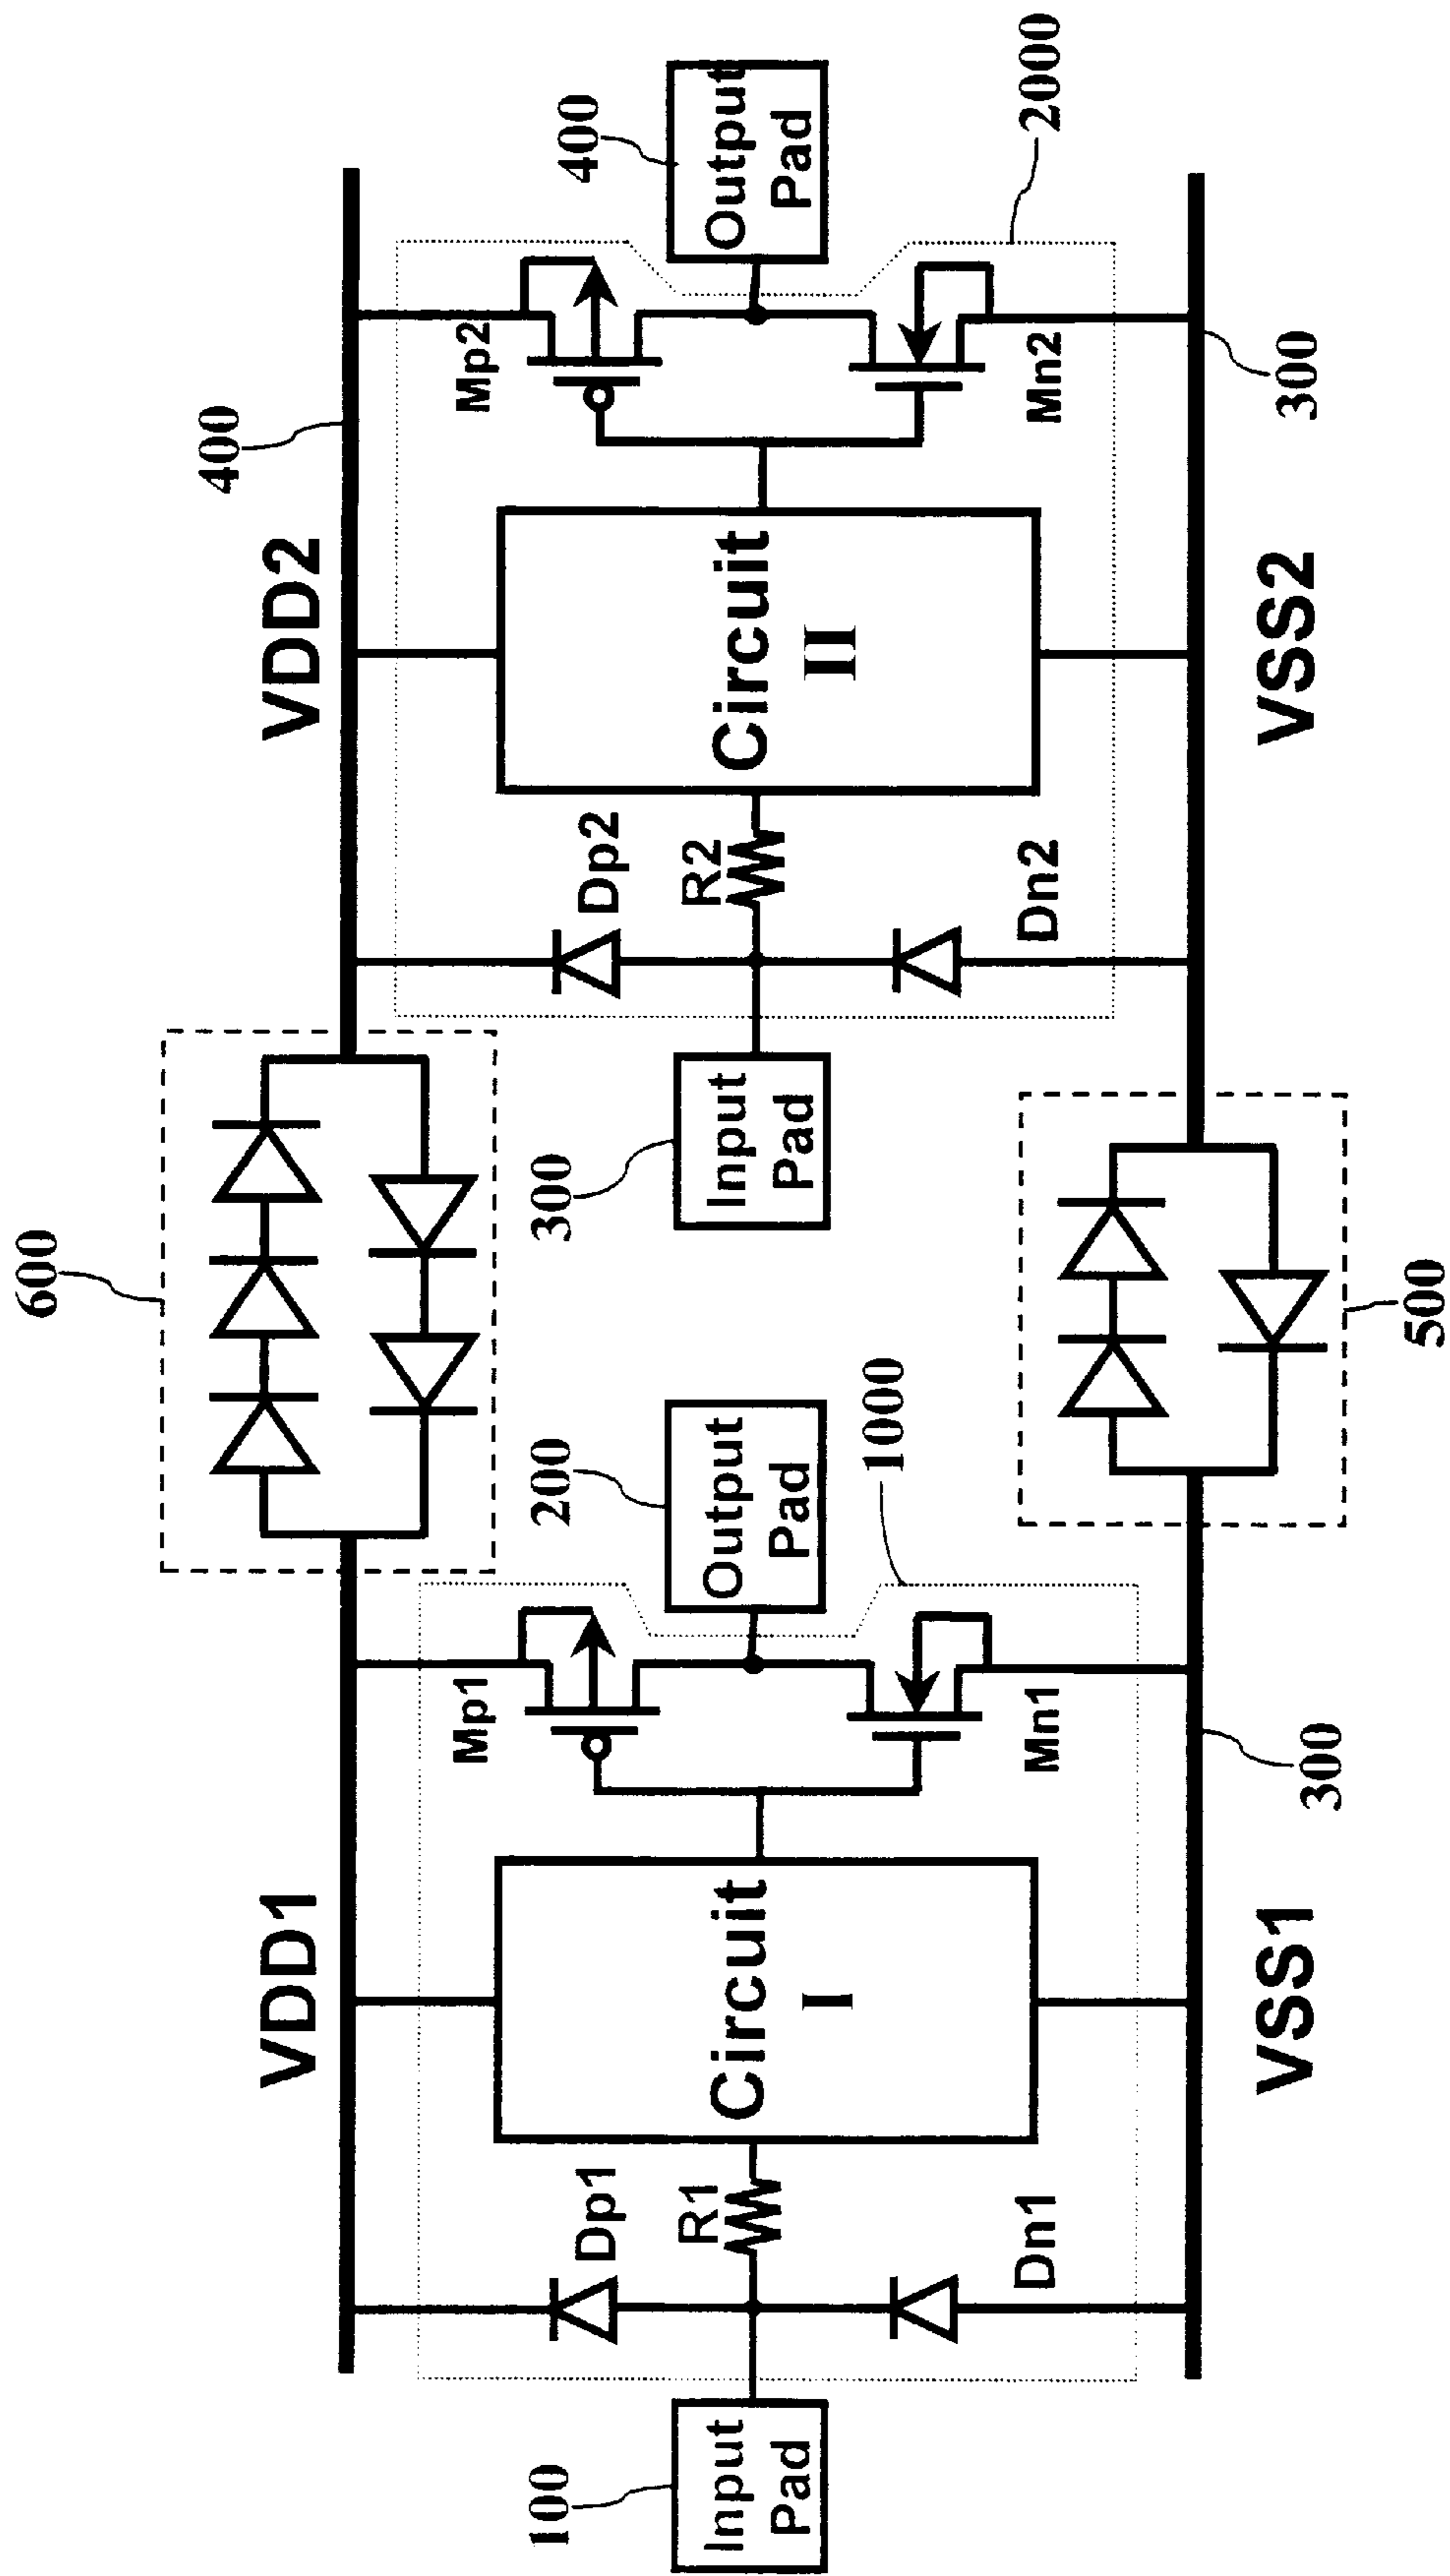 600
400
VDD1
VDD2
Mp1
Mp2
Dp1
Dp2
100
200
300
400
Input
Pad
R1
Circuit
I
Output
Pad
Input
Pad
R2
Circuit
II
Output
Pad
1000
2000
Dn1
Mn1
Dn2
Mn2
VSS1
300
VSS2
300
500